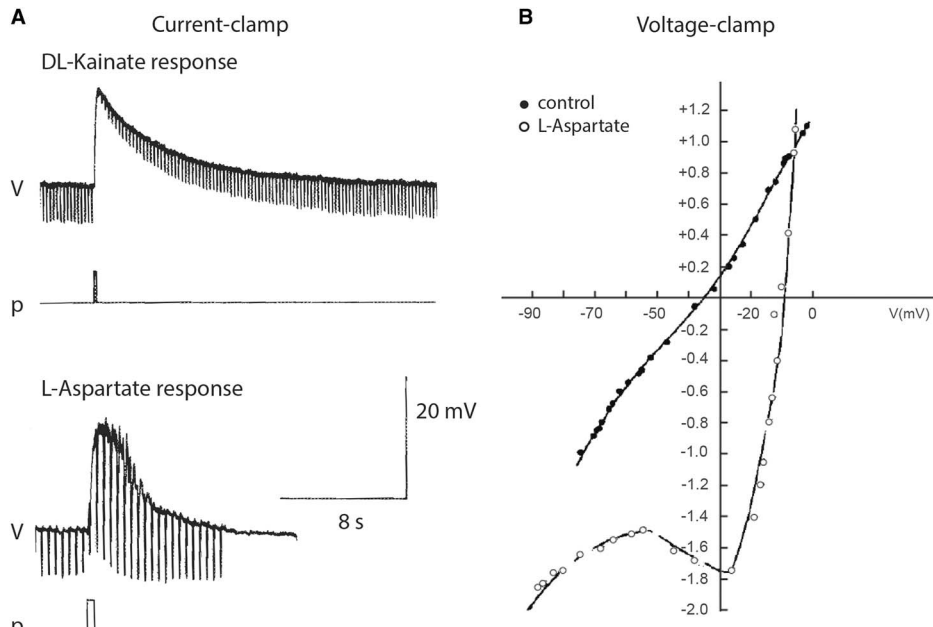 A
Current-clamp
DL-Kainate response
V
p
L-Aspartate response
20 mV
8 s
V
p
B
Voltage-clamp
control
L-Aspartate
+1.2
+1.0
+0.8
+0.6
+0.4
+0.2
-90 -70 -50 -20 0 V(mV)
-0.2
-0.4
-0.6
-0.8
-1.0
-1.2
-1.4
-1.6
-1.8
-2.0